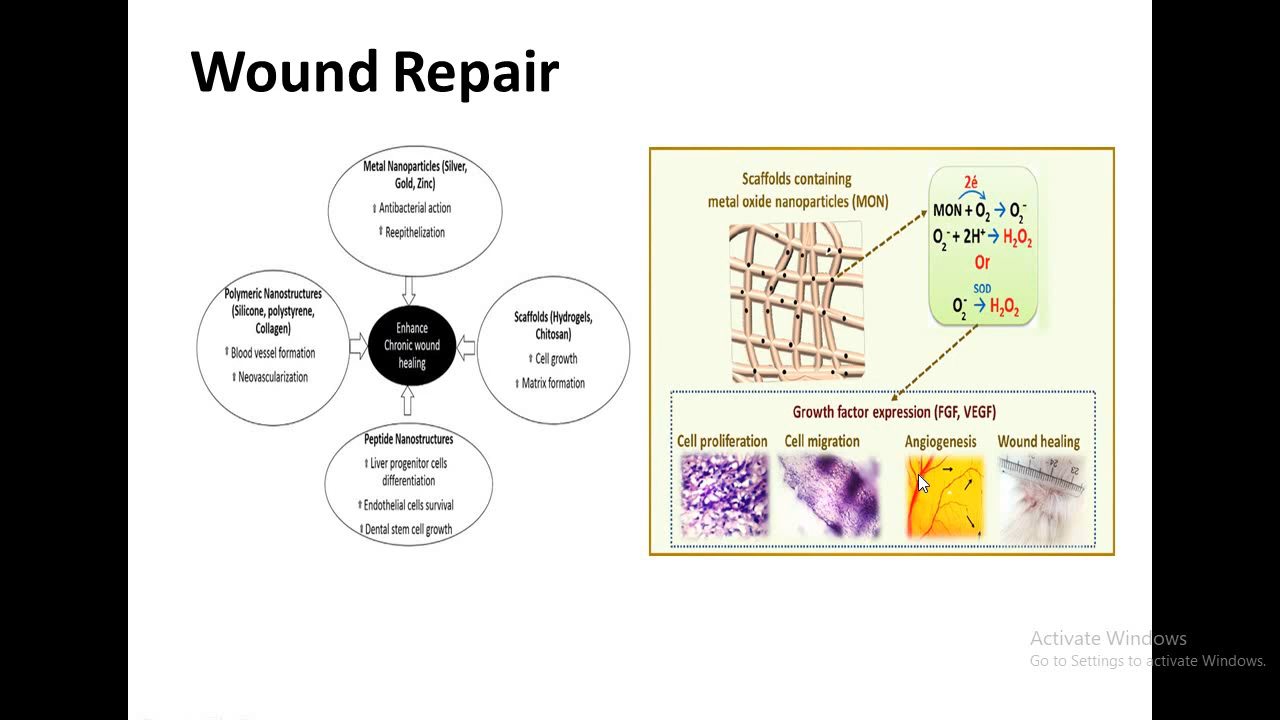 Wound Repair
Metal Nanoparticles (Silver,
Gold, Zinc)
⇑ Antibacterial action
⇑ Reepithelization
Polymeric Nanostructures
(Silicone, polystyrene,
Collagen)
⇑ Blood vessel formation
⇑ Neovascularization
Enhance
Chronic wound
healing
Scaffolds (Hydrogels,
Chitosan)
⇑ Cell growth
⇑ Matrix formation
Peptide Nanostructures
⇑ Liver progenitor cells
differentiation
⇑ Endothelial cells survival
⇑ Dental stem cell growth
Scaffolds containing
metal oxide nanoparticles (MON)
2é
MON + O₂ → O₂⁻
O₂⁻ + 2H⁺ → H₂O₂
Or
SOD
O₂⁻ → H₂O₂
Growth factor expression (FGF, VEGF)
Cell proliferation
Cell migration
Angiogenesis
Wound healing
Activate Windows
Go to Settings to activate Windows.